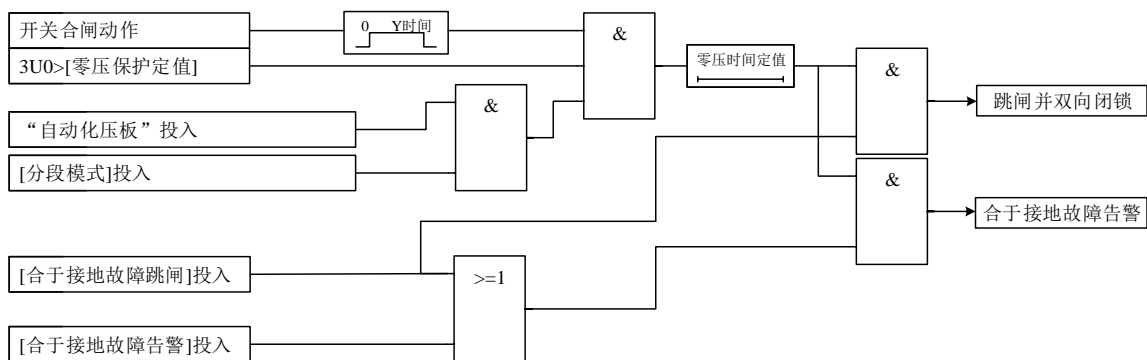 开关合闸动作
0 Y时间
&
3U0>[零压保护定值]
零压时间定值
&
跳闸并双向闭锁
&
“自动化压板”投入
[分段模式]投入
&
合于接地故障告警
[合于接地故障跳闸]投入
>=1
[合于接地故障告警]投入